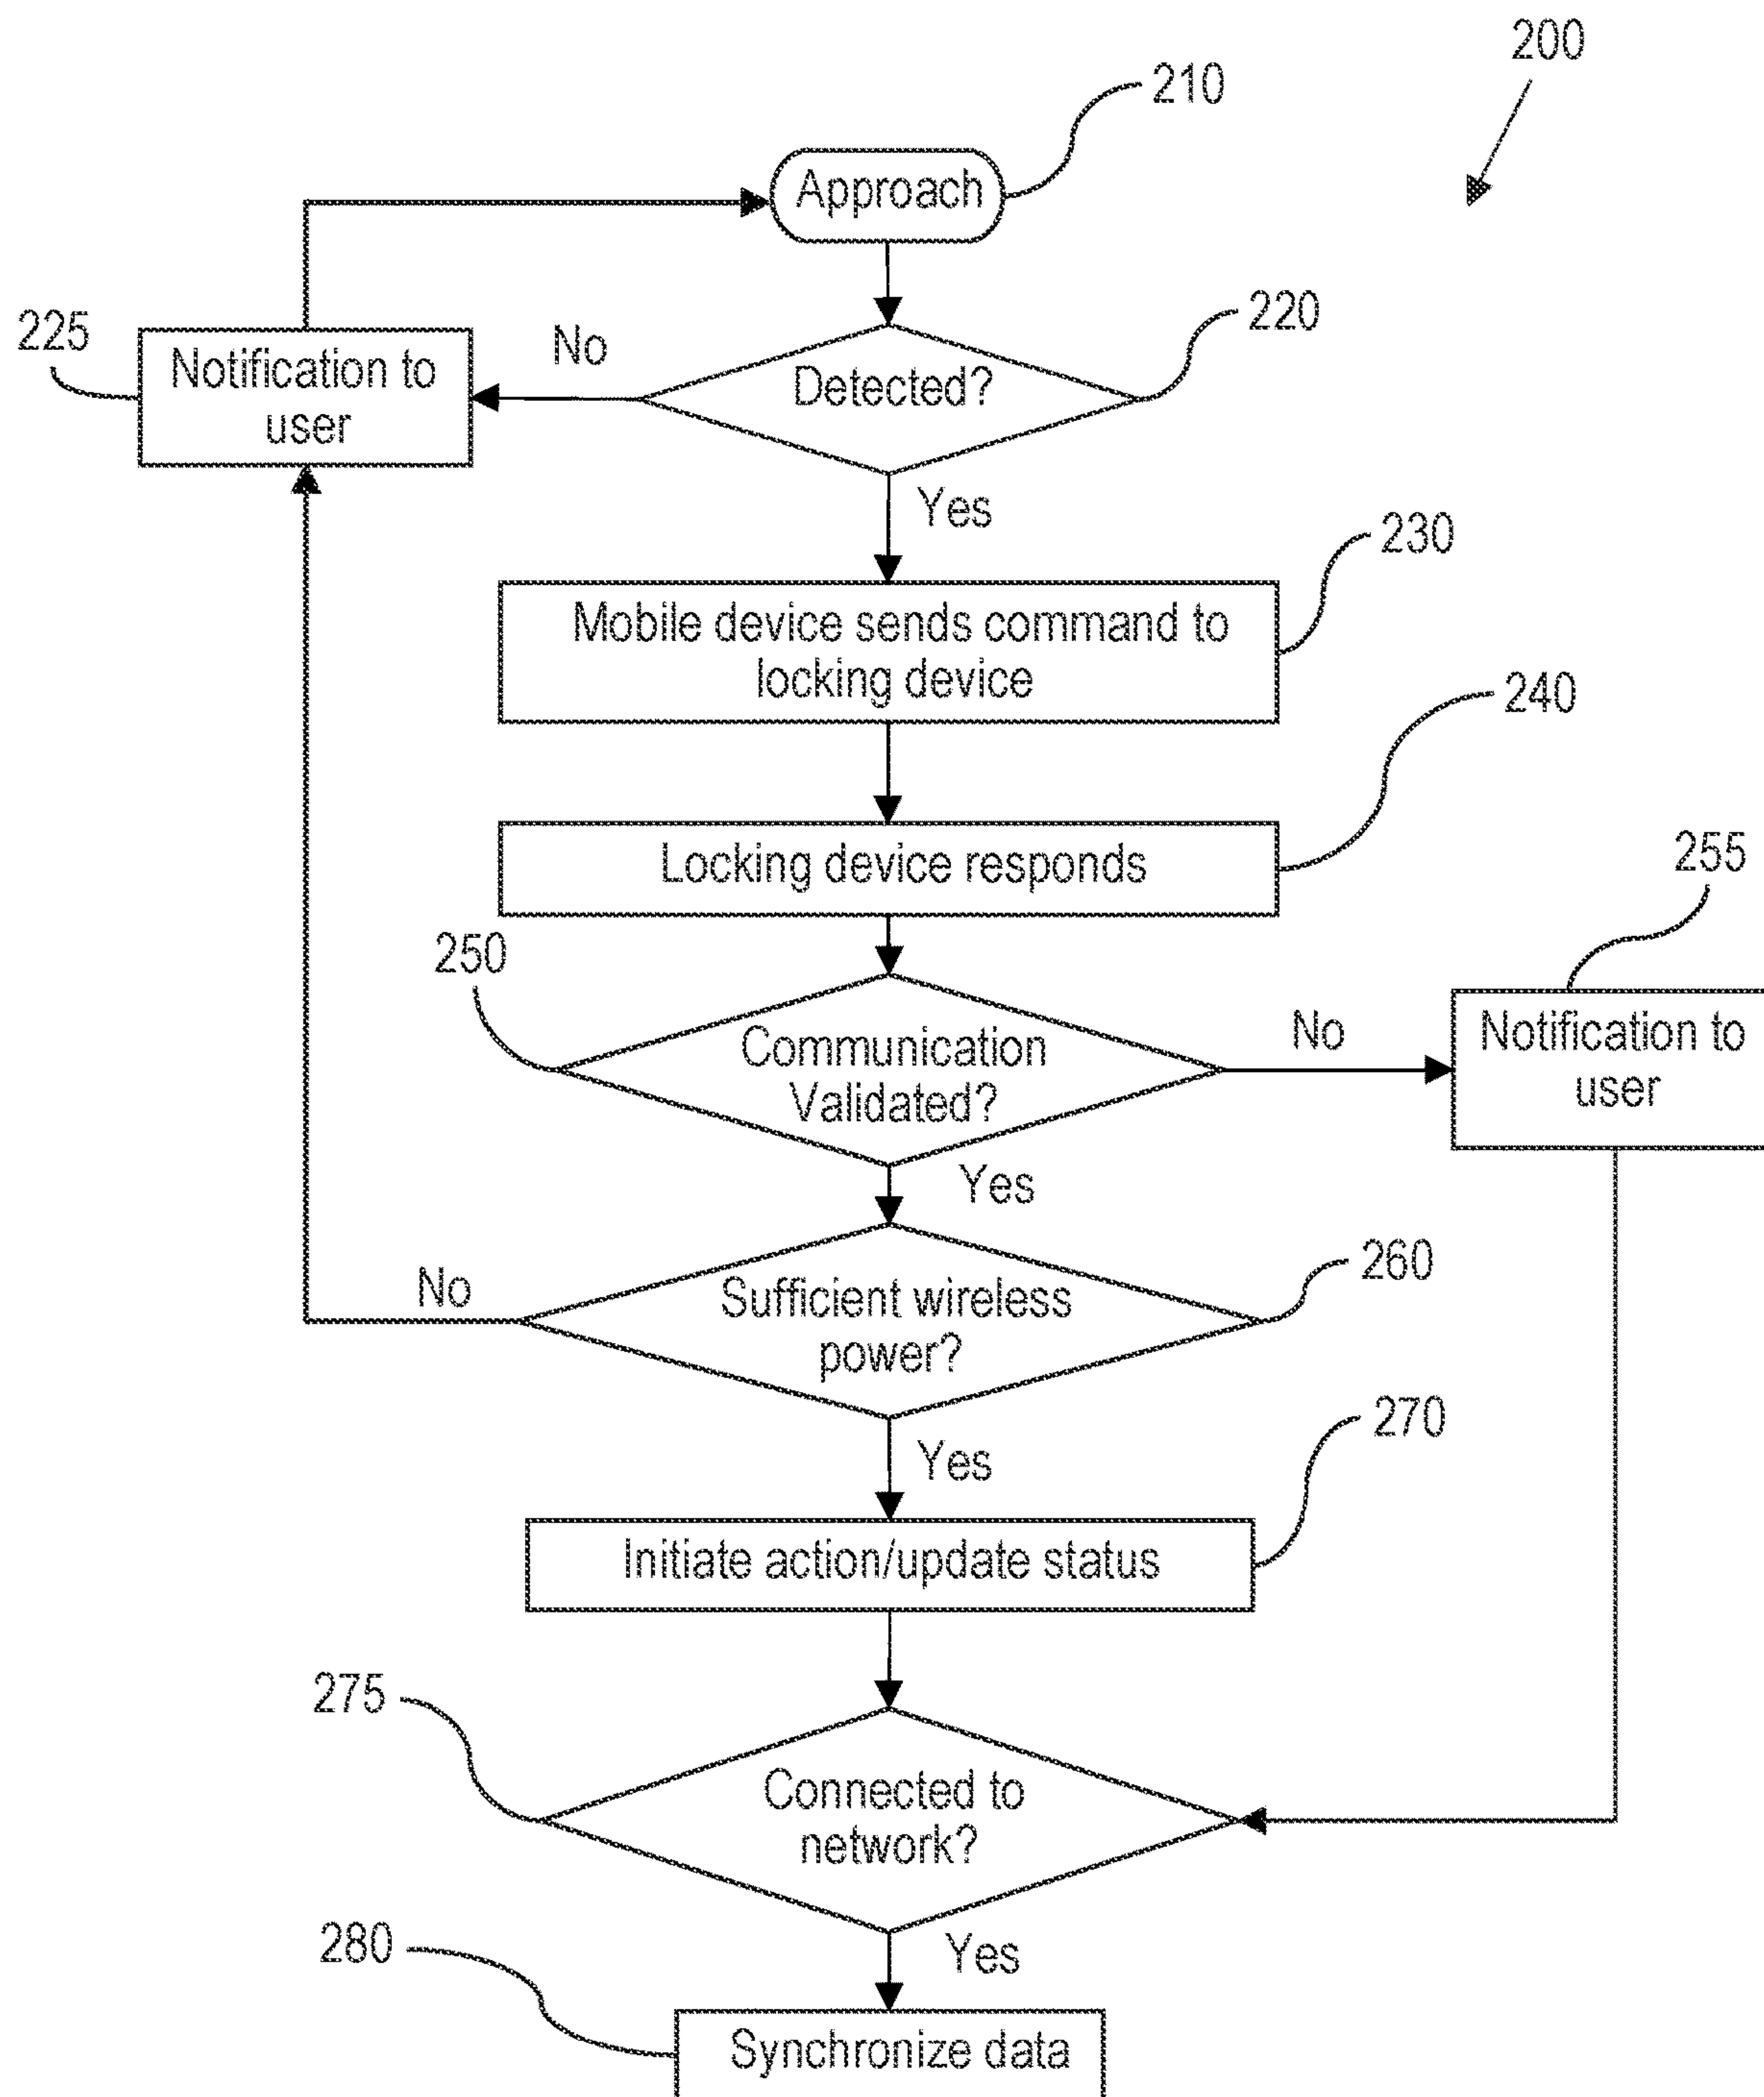 200
210
Approach
220
225
Notification to
user
No
Detected?
Yes
230
Mobile device sends command to
locking device
240
Locking device responds
255
250
Communication
Validated?
No
Notification to
user
Yes
260
No
Sufficient wireless
power?
270
Yes
Initiate action/update status
275
Connected to
network?
280
Yes
Synchronize data